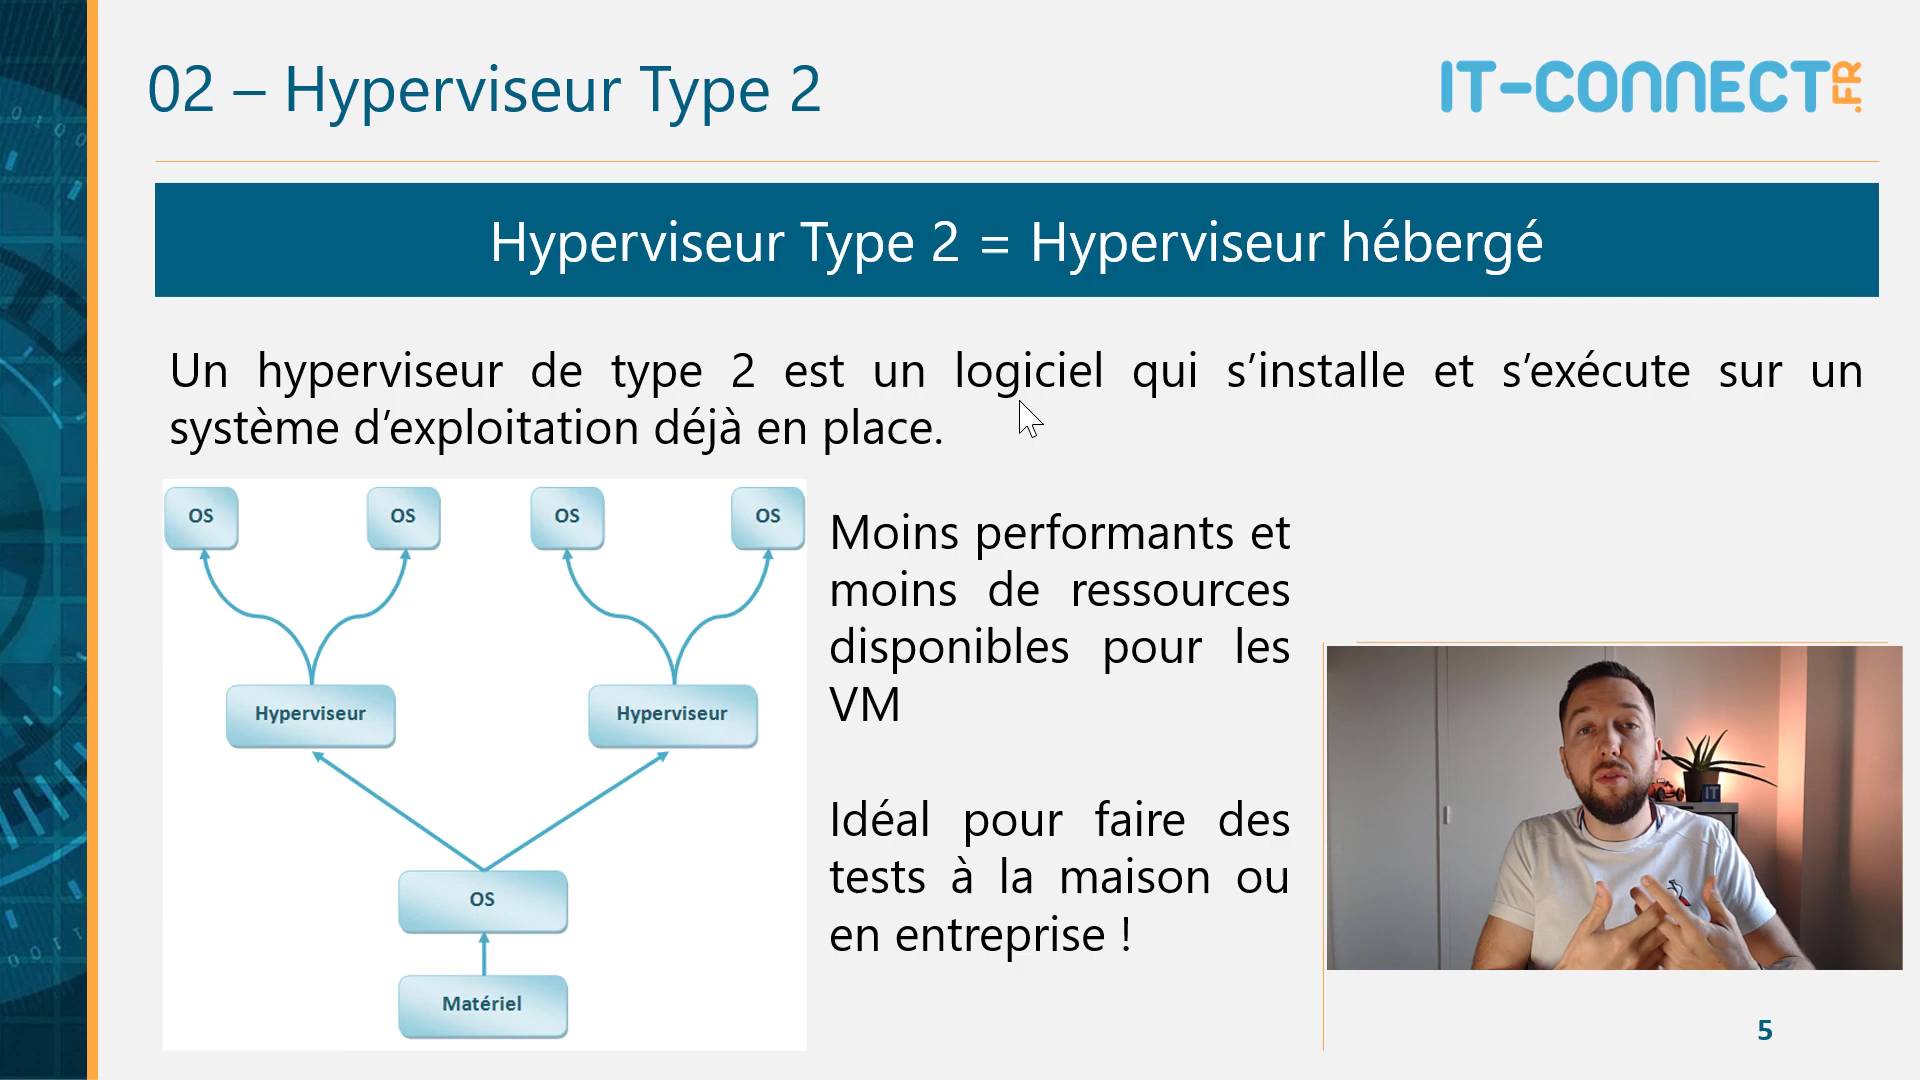 02 – Hyperviseur Type 2
IT-CONNECT.FR
Hyperviseur Type 2 = Hyperviseur hébergé
Un hyperviseur de type 2 est un logiciel qui s’installe et s’exécute sur un
système d’exploitation déjà en place.
OS OS OS OS
Hyperviseur Hyperviseur
OS
Matériel
Moins performants et
moins de ressources
disponibles pour les
VM
Idéal pour faire des
tests à la maison ou
en entreprise !
IT
5